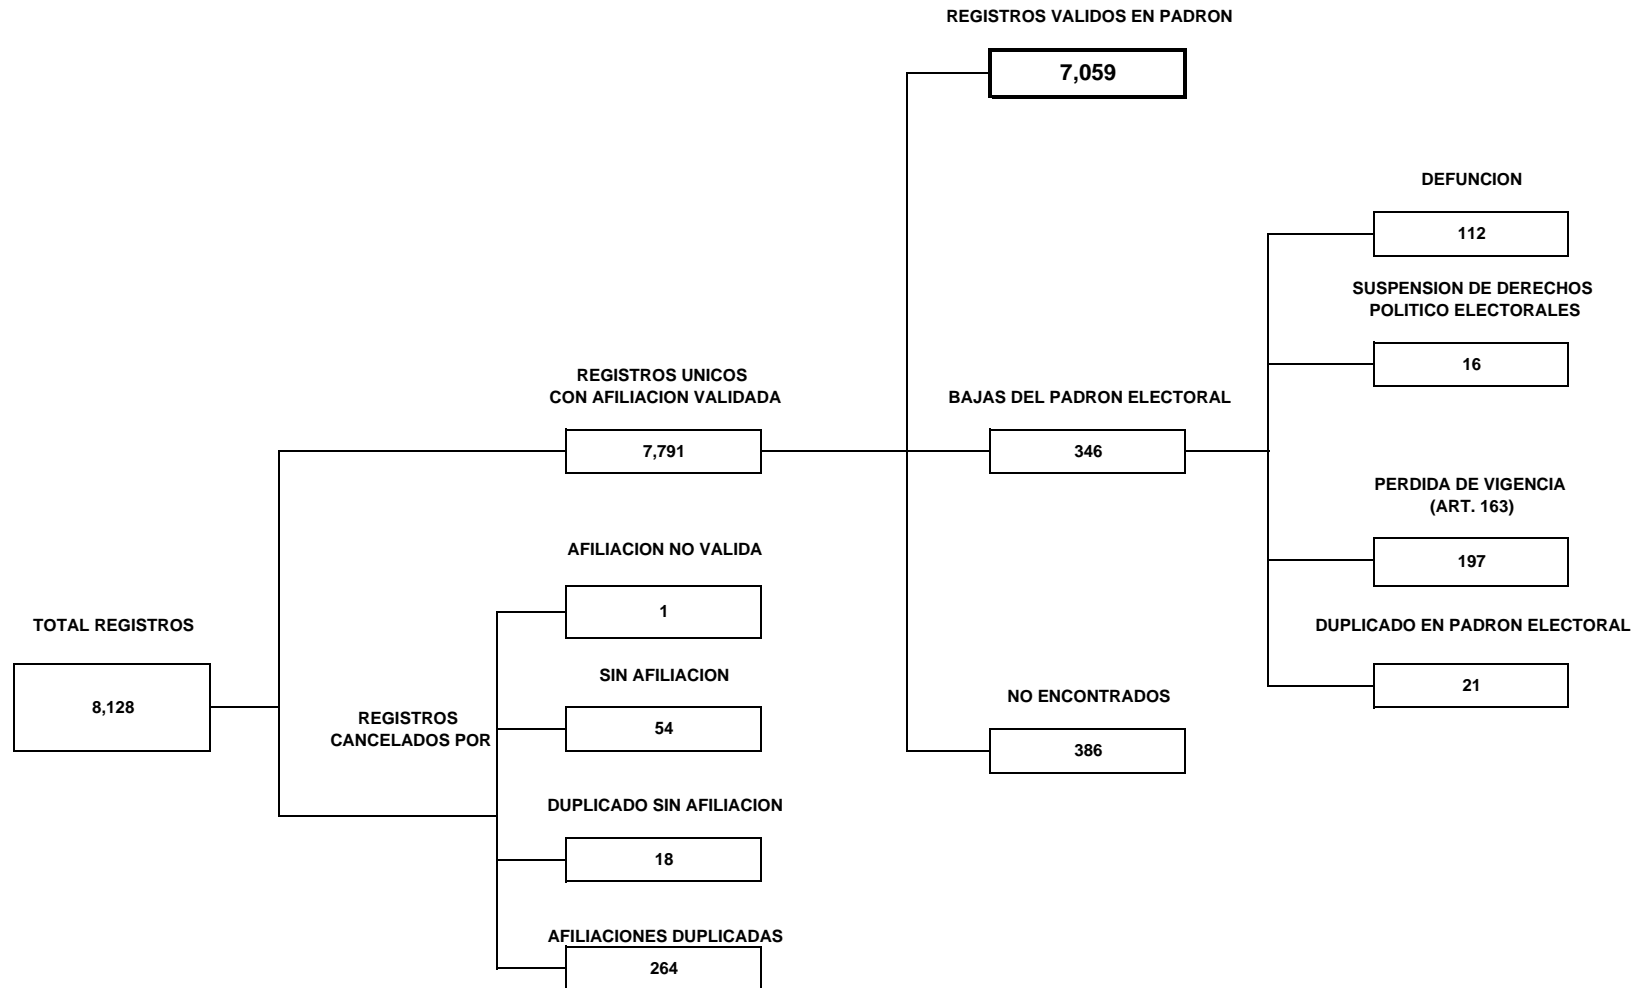 REGISTROS VALIDOS EN PADRON
7,059
DEFUNCION
112
SUSPENSION DE DERECHOS
POLITICO ELECTORALES
16
REGISTROS UNICOS
CON AFILIACION VALIDADA
7,791
BAJAS DEL PADRON ELECTORAL
346
PERDIDA DE VIGENCIA
(ART. 163)
197
AFILIACION NO VALIDA
1
TOTAL REGISTROS
8,128
DUPLICADO EN PADRON ELECTORAL
21
SIN AFILIACION
54
NO ENCONTRADOS
386
REGISTROS
CANCELADOS POR
DUPLICADO SIN AFILIACION
18
AFILIACIONES DUPLICADAS
264